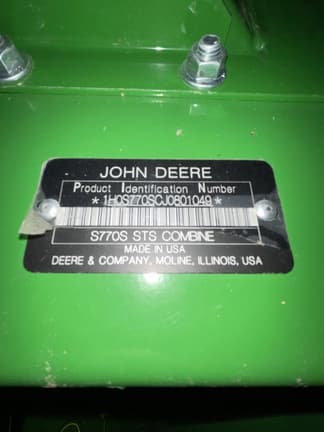 JOHN DEERE
Product Identification Number
*1H0S770SCJ0801049*
S770S STS COMBINE
MADE IN USA
DEERE & COMPANY, MOLINE, ILLINOIS, USA